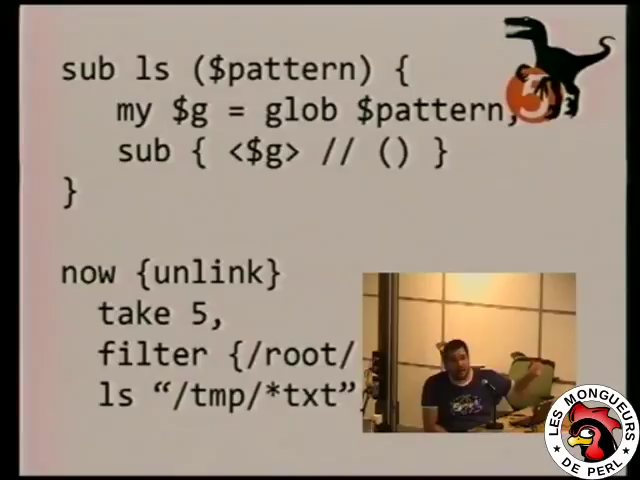 sub ls ($pattern) {
my $g = glob $pattern;
sub { <$g> // () }
}
now {unlink}
take 5,
filter {/root/
ls “/tmp/*txt”
5
LES MONGUEURS
★ DE PERL ★